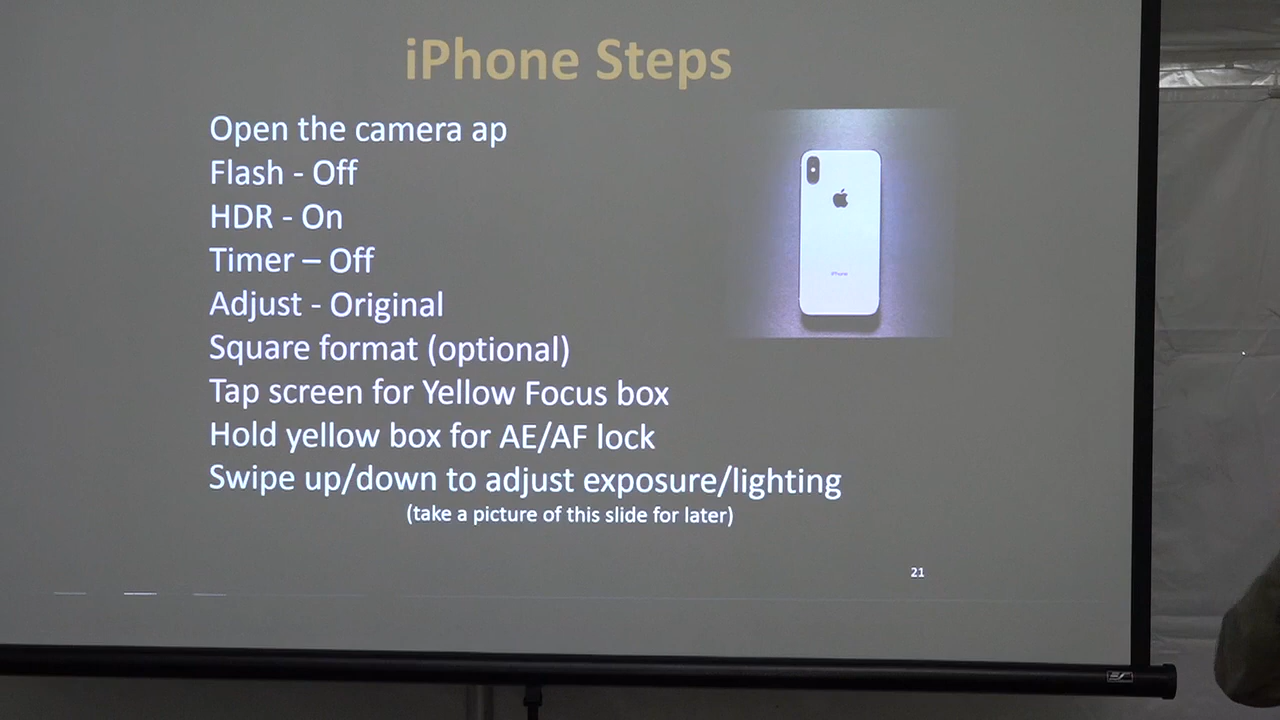 iPhone Steps
Open the camera ap
Flash - Off
HDR - On
Timer – Off
Adjust - Original
Square format (optional)
Tap screen for Yellow Focus box
Hold yellow box for AE/AF lock
Swipe up/down to adjust exposure/lighting
(take a picture of this slide for later)
iPhone
21